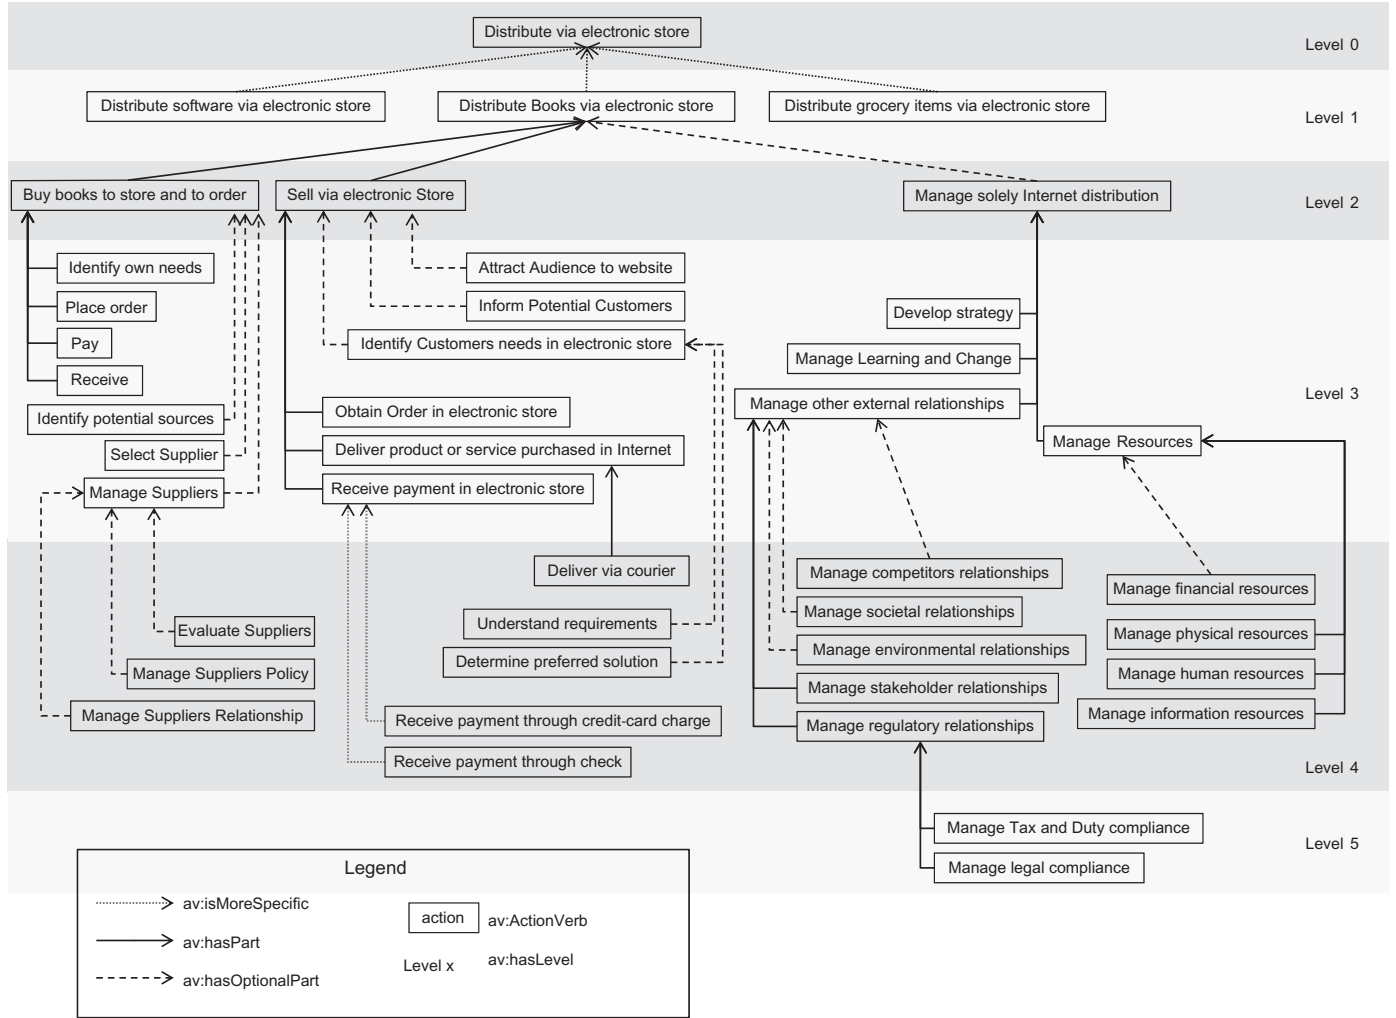 Distribute via electronic store
Level 0
Distribute software via electronic store
Distribute Books via electronic store
Distribute grocery items via electronic store
Level 1
Buy books to store and to order
Sell via electronic Store
Manage solely Internet distribution
Level 2
Identify own needs
Attract Audience to website
Place order
Inform Potential Customers
Develop strategy
Pay
Identify Customers needs in electronic store
Manage Learning and Change
Receive
Level 3
Identify potential sources
Obtain Order in electronic store
Manage other external relationships
Select Supplier
Deliver product or service purchased in Internet
Manage Resources
Manage Suppliers
Receive payment in electronic store
Deliver via courier
Manage competitors relationships
Manage financial resources
Evaluate Suppliers
Understand requirements
Manage societal relationships
Manage physical resources
Manage Suppliers Policy
Determine preferred solution
Manage environmental relationships
Manage human resources
Manage Suppliers Relationship
Receive payment through credit-card charge
Manage stakeholder relationships
Manage information resources
Manage regulatory relationships
Receive payment through check
Level 4
Manage Tax and Duty compliance
Level 5
Manage legal compliance
Legend
av:isMoreSpecific
action
av:ActionVerb
av:hasPart
Level x
av:hasLevel
av:hasOptionalPart